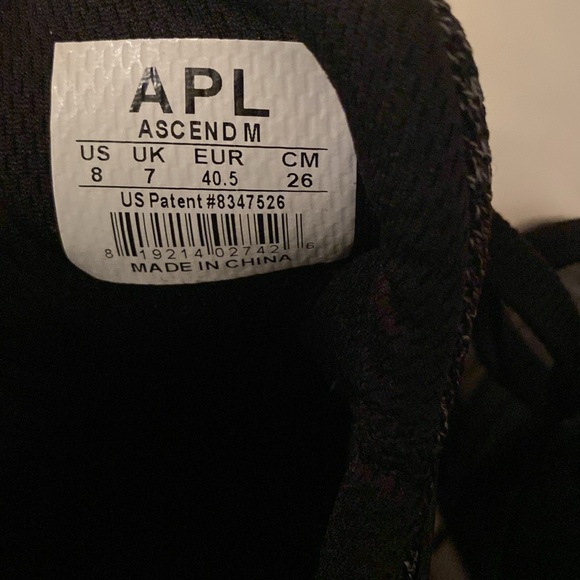 APL
ASCEND M
US UK EUR CM
8 7 40.5 26
US Patent #8347526
8 19214 02742 6
MADE IN CHINA